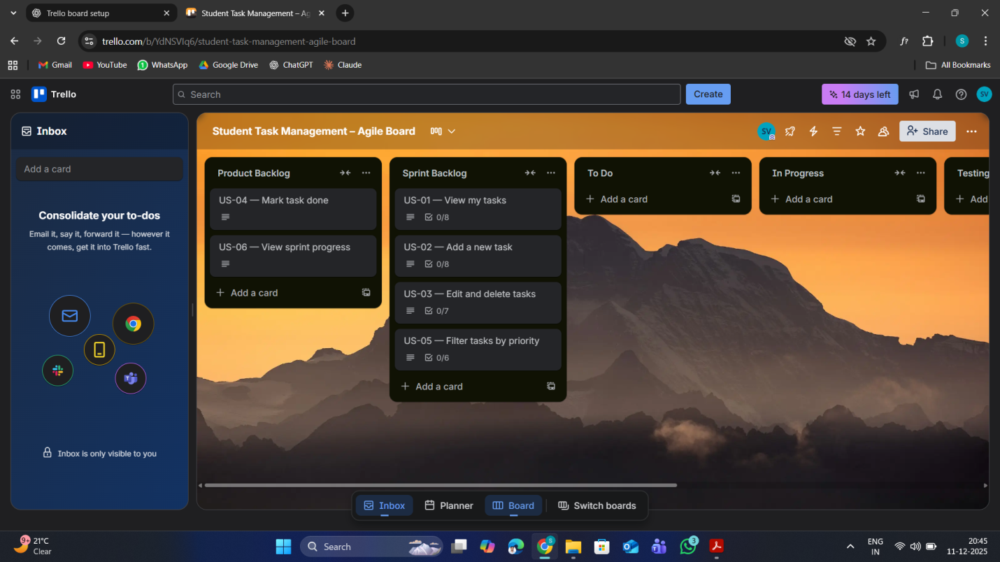 Trello board setup
Student Task Management – Ag
trello.com/b/YdNSVIq6/student-task-management-agile-board
f?
S
Gmail
YouTube
WhatsApp
Google Drive
ChatGPT
Claude
All Bookmarks
Trello
Search
Create
14 days left
SV
Inbox
Add a card
Consolidate your to-dos
Email it, say it, forward it — however it
comes, get it into Trello fast.
Inbox is only visible to you
Student Task Management – Agile Board
SV
Share
Product Backlog
US-04 — Mark task done
US-06 — View sprint progress
Add a card
Sprint Backlog
US-01 — View my tasks
0/8
US-02 — Add a new task
0/8
US-03 — Edit and delete tasks
0/7
US-05 — Filter tasks by priority
0/6
Add a card
To Do
Add a card
In Progress
Add a card
Testing
Add
Inbox
Planner
Board
Switch boards
9+
21°C
Clear
Search
S
3
ENG
IN
20:45
11-12-2025